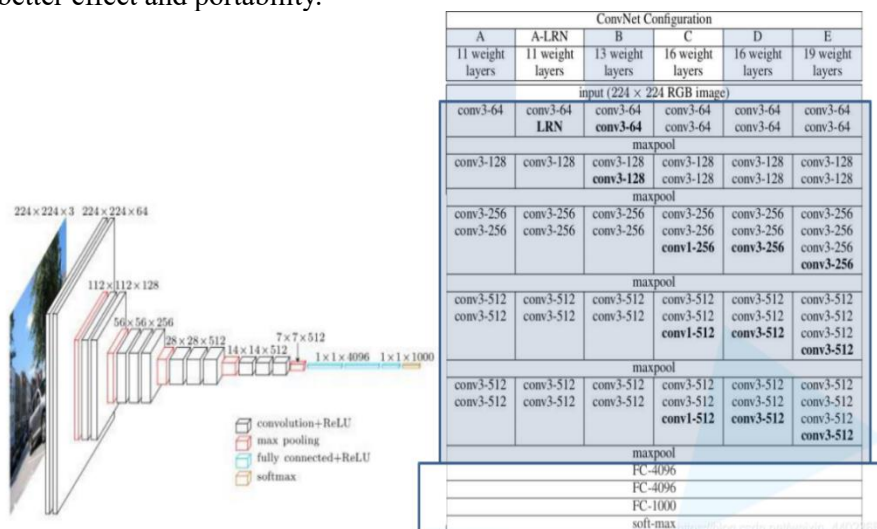 better effect and portability.
ConvNet Configuration
A A-LRN B C D E
11 weight 11 weight 13 weight 16 weight 16 weight 19 weight
layers layers layers layers layers layers
input (224 × 224 RGB image)
conv3-64 conv3-64 conv3-64 conv3-64 conv3-64 conv3-64
LRN conv3-64 conv3-64 conv3-64 conv3-64
maxpool
conv3-128 conv3-128 conv3-128 conv3-128 conv3-128 conv3-128
conv3-128 conv3-128 conv3-128 conv3-128
maxpool
conv3-256 conv3-256 conv3-256 conv3-256 conv3-256 conv3-256
conv3-256 conv3-256 conv3-256 conv3-256 conv3-256 conv3-256
conv1-256 conv3-256 conv3-256
conv3-256
maxpool
conv3-512 conv3-512 conv3-512 conv3-512 conv3-512 conv3-512
conv3-512 conv3-512 conv3-512 conv3-512 conv3-512 conv3-512
conv1-512 conv3-512 conv3-512
conv3-512
maxpool
conv3-512 conv3-512 conv3-512 conv3-512 conv3-512 conv3-512
conv3-512 conv3-512 conv3-512 conv3-512 conv3-512 conv3-512
conv1-512 conv3-512 conv3-512
conv3-512
maxpool
FC-4096
FC-4096
FC-1000
soft-max
224×224×3 224×224×64
112×112×128
56×56×256
28×28×512
14×14×512
7×7×512
1×1×4096 1×1×1000
convolution+ReLU
max pooling
fully connected+ReLU
softmax